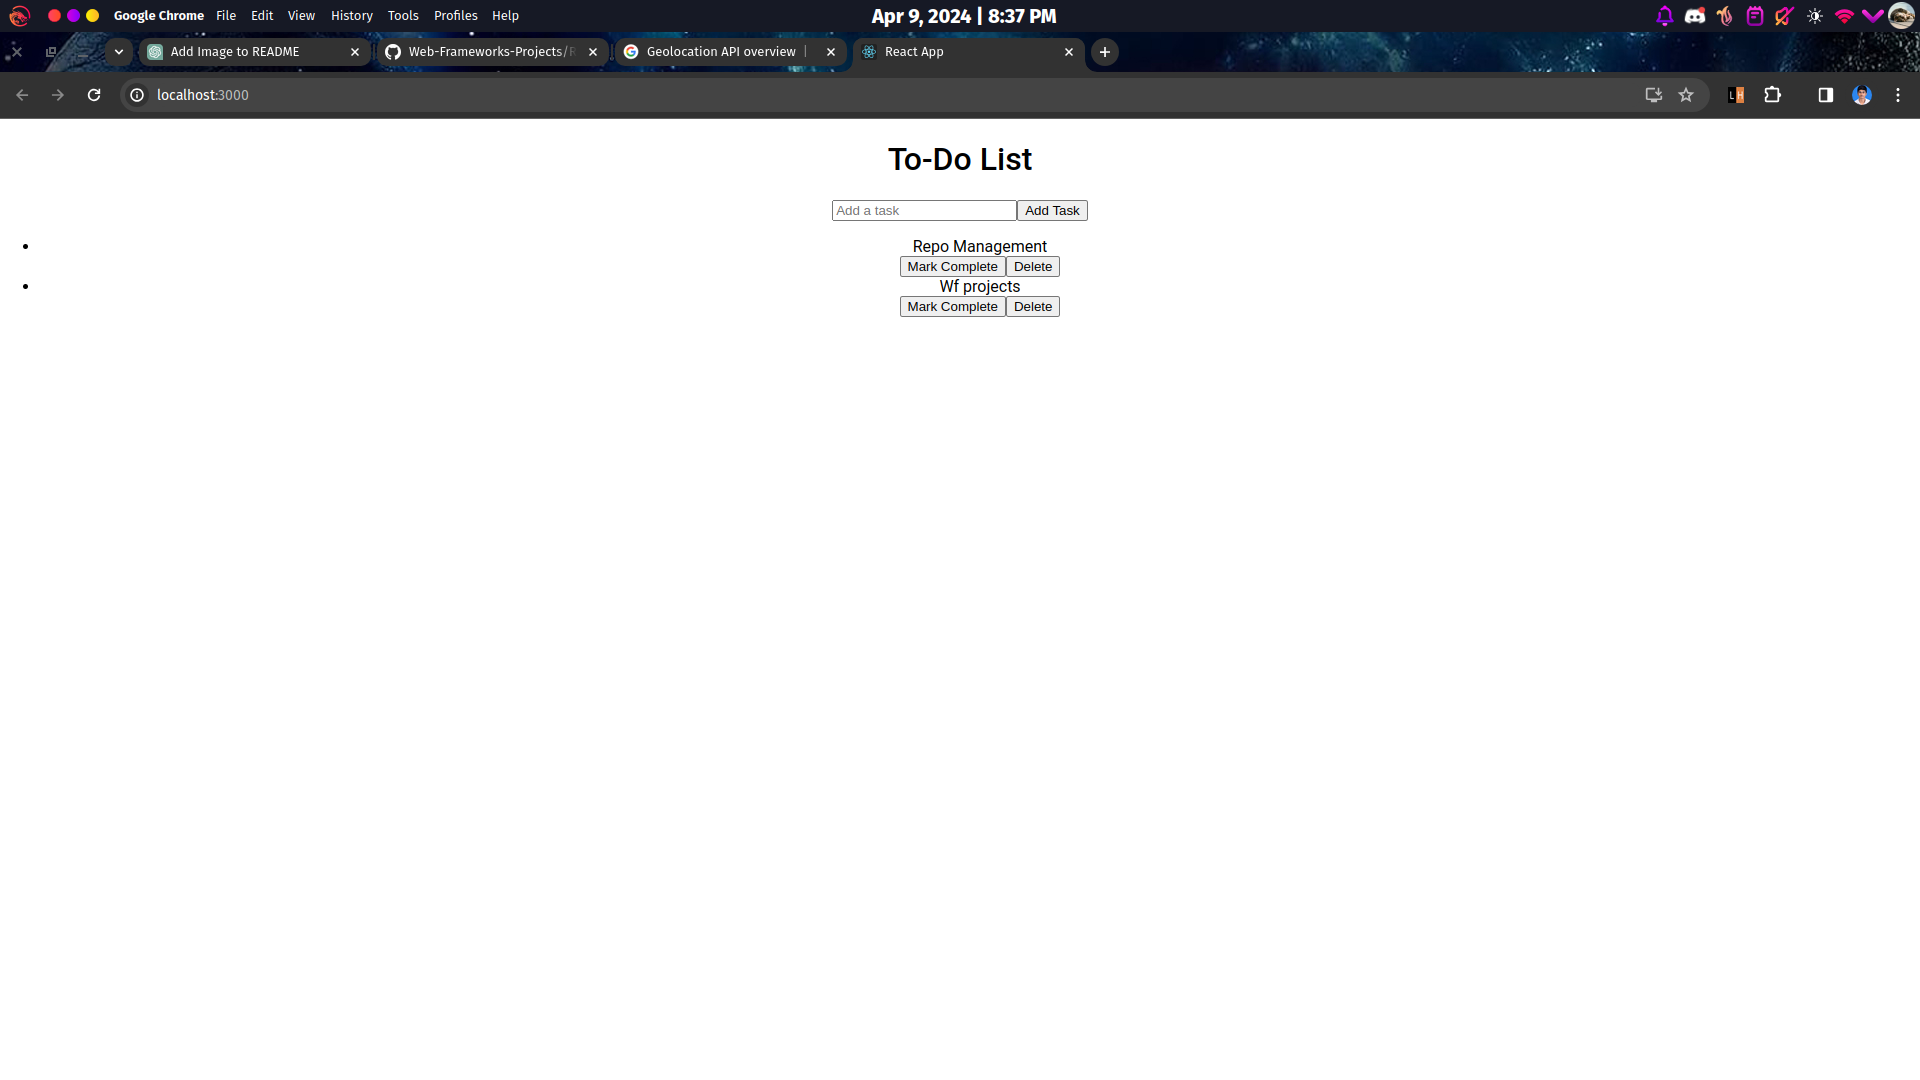 Google Chrome File Edit View History Tools Profiles Help Apr 9, 2024 | 8:37 PM
Add Image to README Web-Frameworks-Projects/R Geolocation API overview | React App
localhost:3000 L H
To-Do List
Add a task Add Task
Repo Management
Mark Complete Delete
Wf projects
Mark Complete Delete